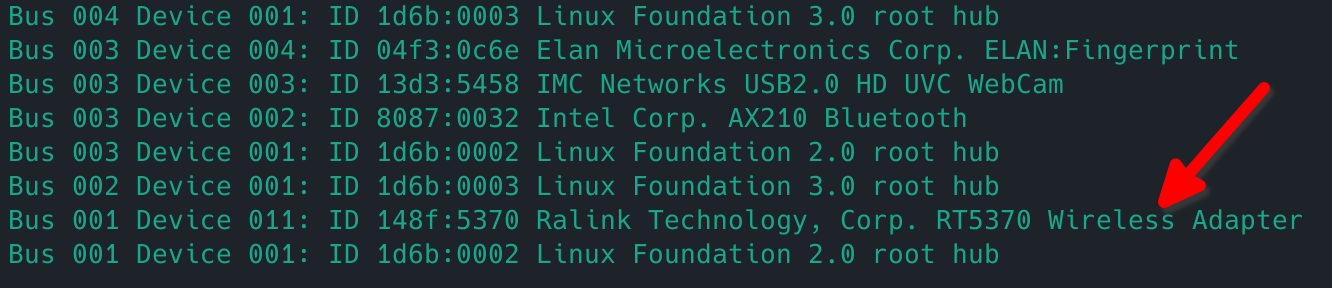 Bus 004 Device 001: ID 1d6b:0003 Linux Foundation 3.0 root hub
Bus 003 Device 004: ID 04f3:0c6e Elan Microelectronics Corp. ELAN:Fingerprint
Bus 003 Device 003: ID 13d3:5458 IMC Networks USB2.0 HD UVC WebCam
Bus 003 Device 002: ID 8087:0032 Intel Corp. AX210 Bluetooth
Bus 003 Device 001: ID 1d6b:0002 Linux Foundation 2.0 root hub
Bus 002 Device 001: ID 1d6b:0003 Linux Foundation 3.0 root hub
Bus 001 Device 011: ID 148f:5370 Ralink Technology, Corp. RT5370 Wireless Adapter
Bus 001 Device 001: ID 1d6b:0002 Linux Foundation 2.0 root hub